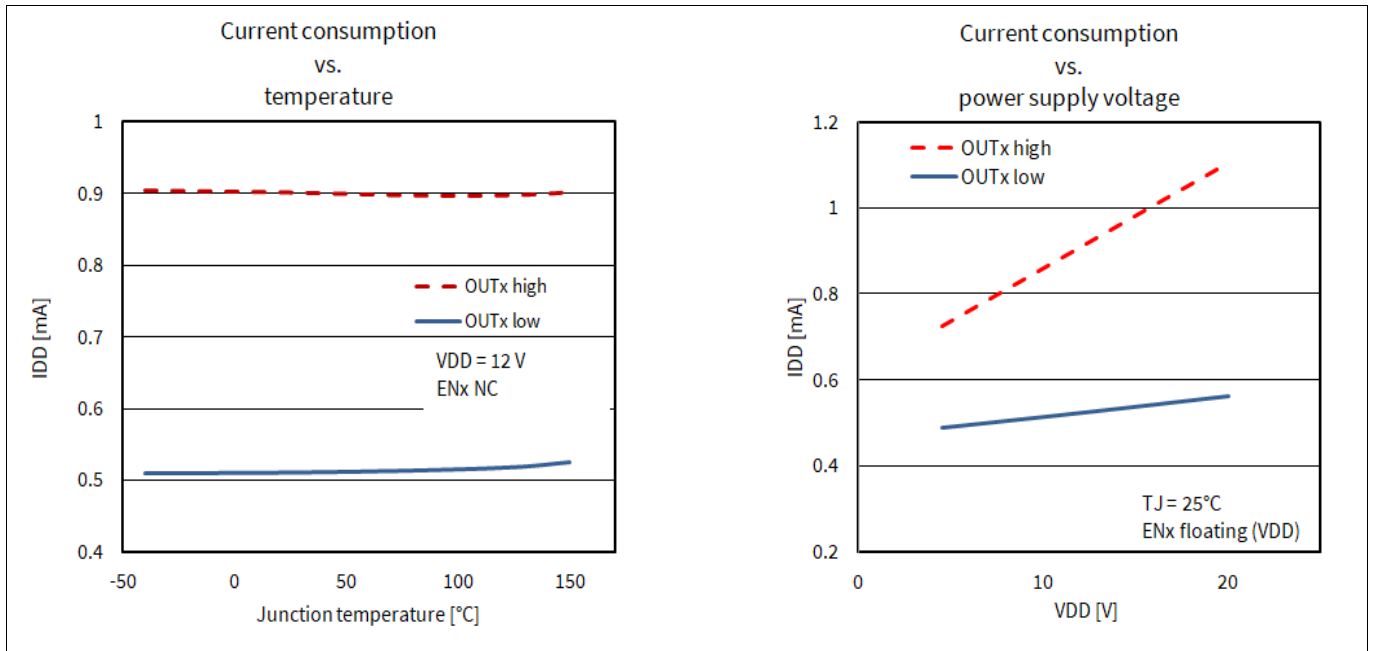 Current consumption
vs.
temperature
1
0.9
0.8
0.7
0.6
0.5
0.4
IDD [mA]
OUTx high
OUTx low
VDD = 12 V
ENx NC
-50
0
50
100
150
Junction temperature [°C]
Current consumption
vs.
power supply voltage
1.2
1
0.8
0.6
0.4
0.2
IDD [mA]
OUTx high
OUTx low
TJ = 25°C
ENx floating (VDD)
0
10
20
VDD [V]